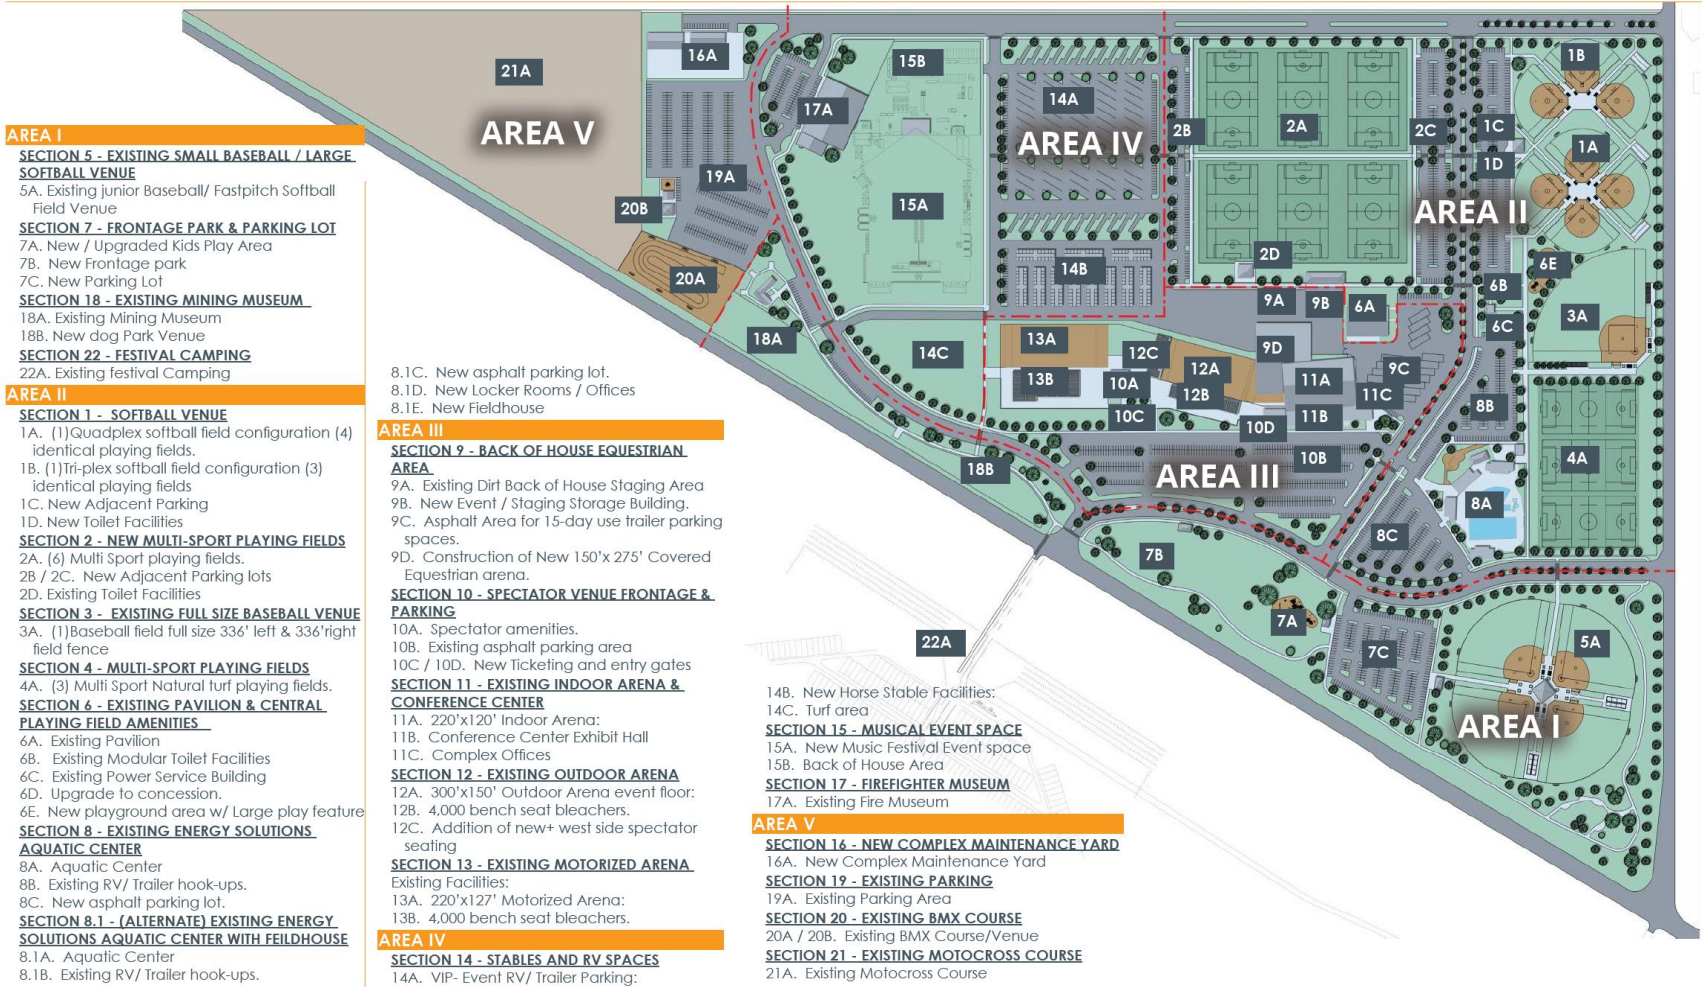 AREA I
SECTION 5 - EXISTING SMALL BASEBALL / LARGE
SOFTBALL VENUE
5A. Existing junior Baseball/ Fastpitch Softball
Field Venue
SECTION 7 - FRONTAGE PARK & PARKING LOT
7A. New / Upgraded Kids Play Area
7B. New Frontage park
7C. New Parking Lot
SECTION 18 - EXISTING MINING MUSEUM
18A. Existing Mining Museum
18B. New dog Park Venue
SECTION 22 - FESTIVAL CAMPING
22A. Existing festival Camping
AREA II
SECTION 1 - SOFTBALL VENUE
1A. (1)Quadplex softball field configuration (4)
identical playing fields.
1B. (1)Tri-plex softball field configuration (3)
identical playing fields
1C. New Adjacent Parking
1D. New Toilet Facilities
SECTION 2 - NEW MULTI-SPORT PLAYING FIELDS
2A. (6) Multi Sport playing fields.
2B / 2C. New Adjacent Parking lots
2D. Existing Toilet Facilities
SECTION 3 - EXISTING FULL SIZE BASEBALL VENUE
3A. (1)Baseball field full size 336' left & 336'right
field fence
SECTION 4 - MULTI-SPORT PLAYING FIELDS
4A. (3) Multi Sport Natural turf playing fields.
SECTION 6 - EXISTING PAVILION & CENTRAL
PLAYING FIELD AMENITIES
6A. Existing Pavilion
6B. Existing Modular Toilet Facilities
6C. Existing Power Service Building
6D. Upgrade to concession.
6E. New playground area w/ Large play feature
SECTION 8 - EXISTING ENERGY SOLUTIONS
AQUATIC CENTER
8A. Aquatic Center
8B. Existing RV/ Trailer hook-ups.
8C. New asphalt parking lot.
SECTION 8.1 - (ALTERNATE) EXISTING ENERGY
SOLUTIONS AQUATIC CENTER WITH FEILDHOUSE
8.1A. Aquatic Center
8.1B. Existing RV/ Trailer hook-ups.
8.1C. New asphalt parking lot.
8.1D. New Locker Rooms / Offices
8.1E. New Fieldhouse
AREA III
SECTION 9 - BACK OF HOUSE EQUESTRIAN
AREA
9A. Existing Dirt Back of House Staging Area
9B. New Event / Staging Storage Building.
9C. Asphalt Area for 15-day use trailer parking
spaces.
9D. Construction of New 150'x 275' Covered
Equestrian arena.
SECTION 10 - SPECTATOR VENUE FRONTAGE &
PARKING
10A. Spectator amenities.
10B. Existing asphalt parking area
10C / 10D. New Ticketing and entry gates
SECTION 11 - EXISTING INDOOR ARENA &
CONFERENCE CENTER
11A. 220'x120' Indoor Arena:
11B. Conference Center Exhibit Hall
11C. Complex Offices
SECTION 12 - EXISTING OUTDOOR ARENA
12A. 300'x150' Outdoor Arena event floor:
12B. 4,000 bench seat bleachers.
12C. Addition of new+ west side spectator
seating
SECTION 13 - EXISTING MOTORIZED ARENA
Existing Facilities:
13A. 220'x127' Motorized Arena:
13B. 4,000 bench seat bleachers.
AREA IV
SECTION 14 - STABLES AND RV SPACES
14A. VIP- Event RV/ Trailer Parking:
14B. New Horse Stable Facilities:
14C. Turf area
SECTION 15 - MUSICAL EVENT SPACE
15A. New Music Festival Event space
15B. Back of House Area
SECTION 17 - FIREFIGHTER MUSEUM
17A. Existing Fire Museum
AREA V
SECTION 16 - NEW COMPLEX MAINTENANCE YARD
16A. New Complex Maintenance Yard
SECTION 19 - EXISTING PARKING
19A. Existing Parking Area
SECTION 20 - EXISTING BMX COURSE
20A / 20B. Existing BMX Course/Venue
SECTION 21 - EXISTING MOTOCROSS COURSE
21A. Existing Motocross Course
21A
AREA V
16A
17A
19A
20B
20A
15B
15A
14A
AREA IV
14B
14C
18A
18B
2B
2A
2C
2D
1B
1C
1A
1D
AREA II
6E
6B
6C
3A
9A
9B
6A
9D
9C
13A
13B
12C
12A
12B
10A
10C
10D
11A
11B
11C
10B
AREA III
8B
8A
8C
4A
7B
7A
7C
22A
5A
AREA I